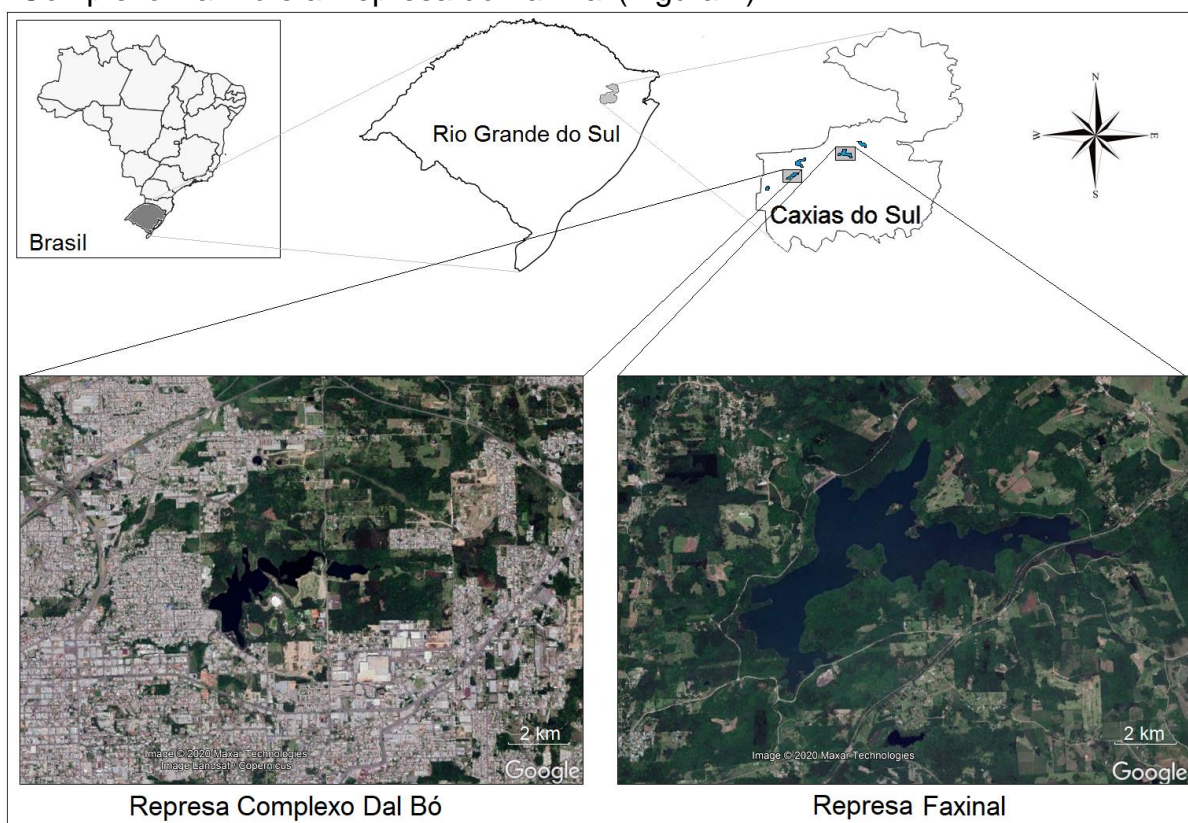 Brasil
Rio Grande do Sul
Caxias do Sul
N
W
E
S
2 km
Image © 2020 Maxar Technologies
Image Landsat / Copernicus
Google
2 km
Image © 2020 Maxar Technologies
Google
Represa Complexo Dal Bó
Represa Faxinal